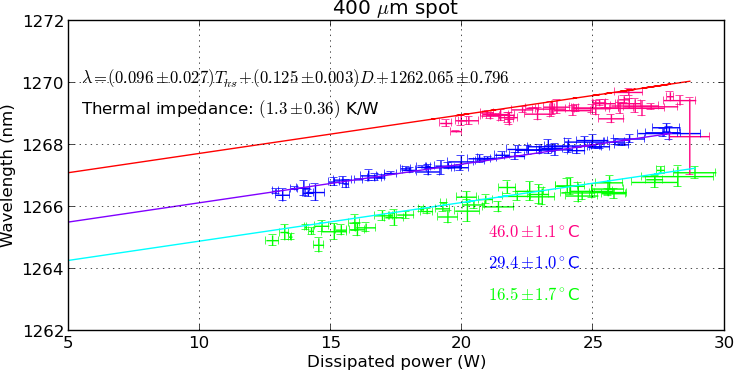 400 μm spot
1272
1270
1268
1266
1264
1262
Wavelength (nm)
λ=(0.096±0.027)T_hs+(0.125±0.003)D+1262.065±0.796
Thermal impedance: (1.3±0.36) K/W
46.0±1.1°C
29.4±1.0°C
16.5±1.7°C
5 10 15 20 25 30
Dissipated power (W)